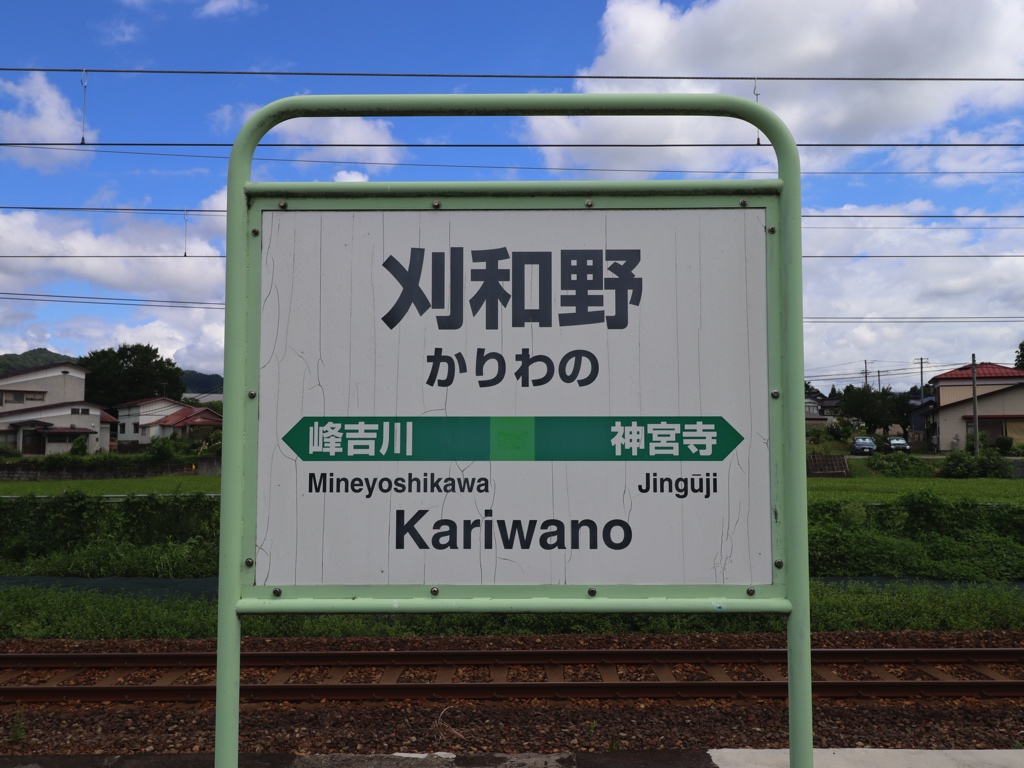 刈和野
かりわの
峰吉川 神宮寺
Mineyoshikawa Jingūji
Kariwano